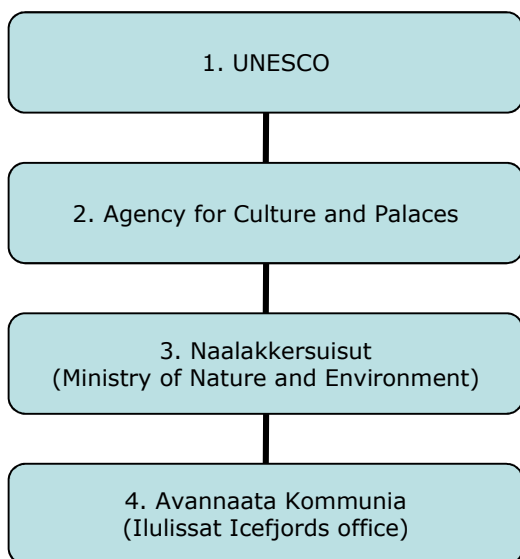 1. UNESCO
2. Agency for Culture and Palaces
3. Naalakkersuisut
(Ministry of Nature and Environment)
4. Avannaata Kommunia
(Ilulissat Icefjords office)